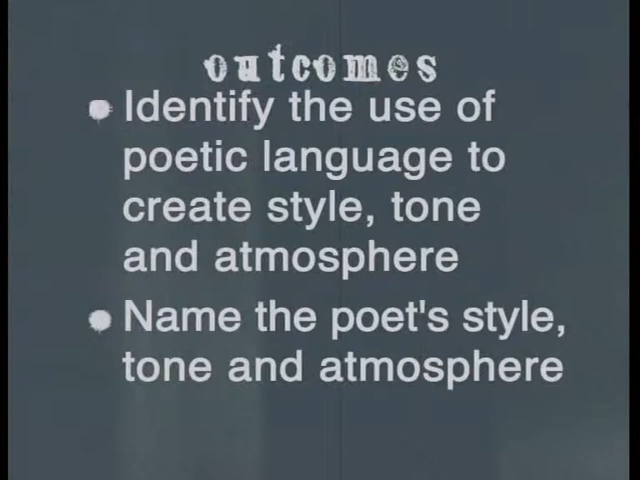 outcomes
Identify the use of
poetic language to
create style, tone
and atmosphere
Name the poet's style,
tone and atmosphere